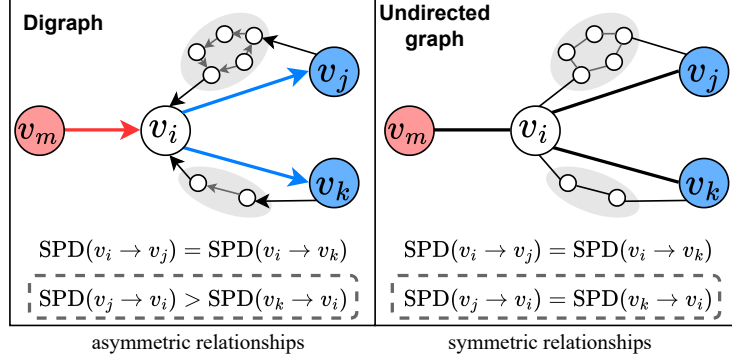 Digraph
v_j
v_m
v_i
v_k
SPD(v_i → v_j) = SPD(v_i → v_k)
SPD(v_j → v_i) > SPD(v_k → v_i)
asymmetric relationships
Undirected
graph
v_j
v_m
v_i
v_k
SPD(v_i → v_j) = SPD(v_i → v_k)
SPD(v_j → v_i) = SPD(v_k → v_i)
symmetric relationships